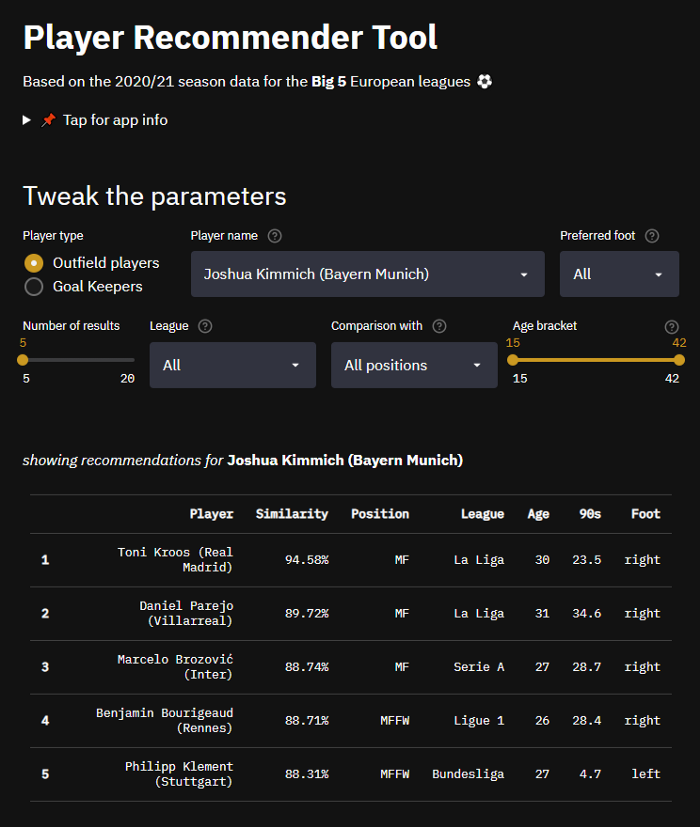 Player Recommender Tool
Based on the 2020/21 season data for the Big 5 European leagues ⚽
▶ 📌 Tap for app info
Tweak the parameters
Player type
Outfield players
Goal Keepers
Player name ?
Joshua Kimmich (Bayern Munich)
Preferred foot ?
All
Number of results
5
5 20
League ?
All
Comparison with ?
All positions
Age bracket ?
15 42
15 42
showing recommendations for Joshua Kimmich (Bayern Munich)
Player Similarity Position League Age 90s Foot
1 Toni Kroos (Real Madrid) 94.58% MF La Liga 30 23.5 right
2 Daniel Parejo (Villarreal) 89.72% MF La Liga 31 34.6 right
3 Marcelo Brozović (Inter) 88.74% MF Serie A 27 28.7 right
4 Benjamin Bourigeaud (Rennes) 88.71% MFFW Ligue 1 26 28.4 right
5 Philipp Klement (Stuttgart) 88.31% MFFW Bundesliga 27 4.7 left